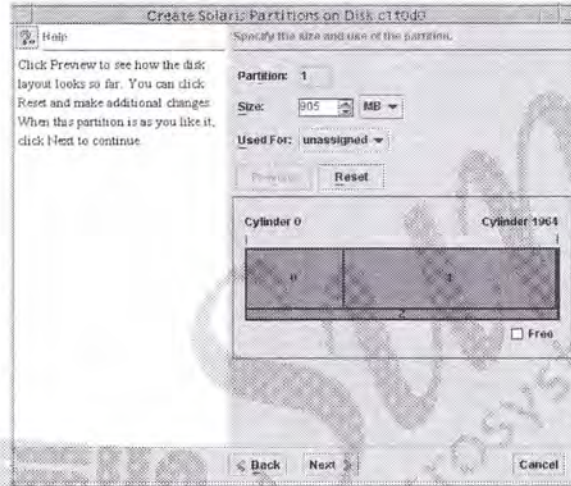 Create Solaris Partitions on Disk c1t0d0
Help
Click Preview to see how the disk
layout looks so far. You can click
Reset and make additional changes.
When this partition is as you like it,
click Next to continue.
Specify the size and use of the partition.
Partition: 1
Size: 905 MB
Used For: unassigned
Preview Reset
Cylinder 0 Cylinder 1964
0 1
2
Free
< Back Next > Cancel